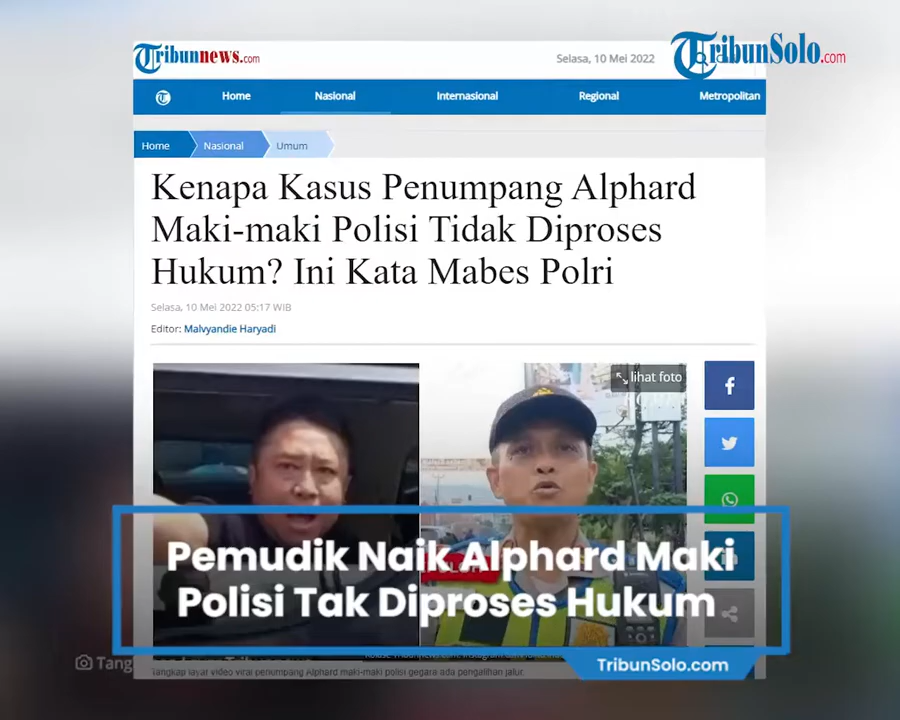 Tribunnews.com
Selasa, 10 Mei 2022
TribunSolo.com
Home
Nasional
Internasional
Regional
Metropolitan
Home
Nasional
Umum
Kenapa Kasus Penumpang Alphard
Maki-maki Polisi Tidak Diproses
Hukum? Ini Kata Mabes Polri
Selasa, 10 Mei 2022 05:17 WIB
Editor: Malvyandie Haryadi
lihat foto
Pemudik Naik Alphard Maki
Polisi Tak Diproses Hukum
TribunSolo.com
Tangkap layar video viral penumpang Alphard maki-maki polisi gegara ada pengalihan jalur.